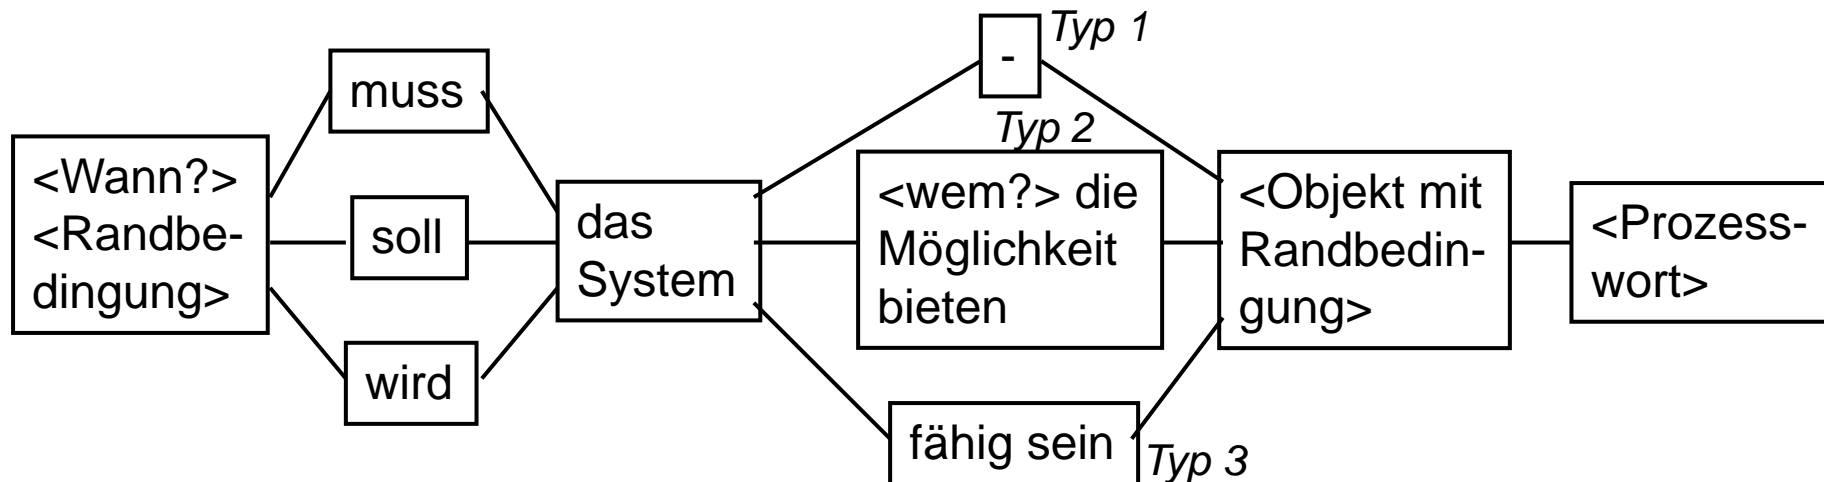 <Wann?>
<Randbe-
dingung>
muss
soll
wird
das
System
- Typ 1
Typ 2
<wem?> die
Möglichkeit
bieten
fähig sein
Typ 3
<Objekt mit
Randbedin-
gung>
<Prozess-
wort>